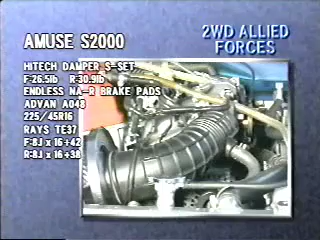 AMUSE S2000
2WD ALLIED
FORCES
HITECH DAMPER S-SET
F:26.5lb R:30.9lb
ENDLESS NA-R BRAKE PADS
ADVAN A048
225/45R16
RAYS TE37
F:8J x 16+42
R:8J x 16+38